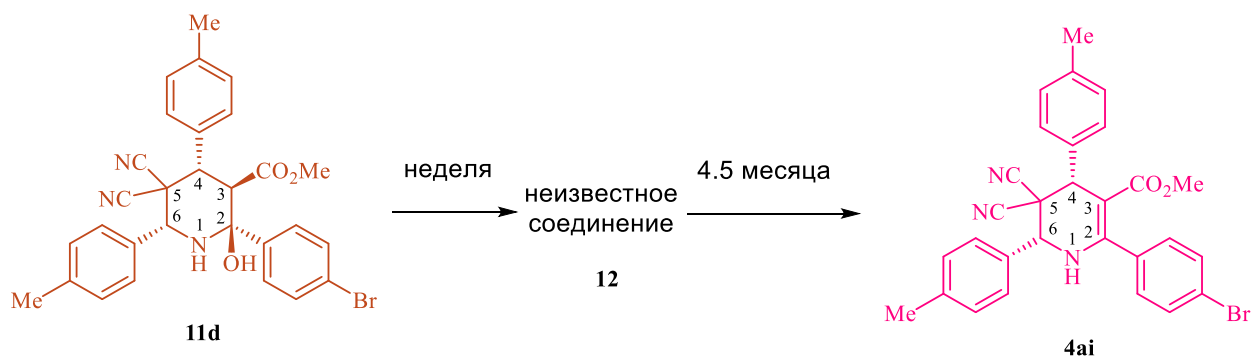 Me
NC
NC
CO₂Me
5
4
3
6
1
2
N
H
OH
Me
Br
11d
неделя
неизвестное
соединение
12
4.5 месяца
Me
NC
NC
CO₂Me
5
4
3
6
1
2
N
H
Me
Br
4ai